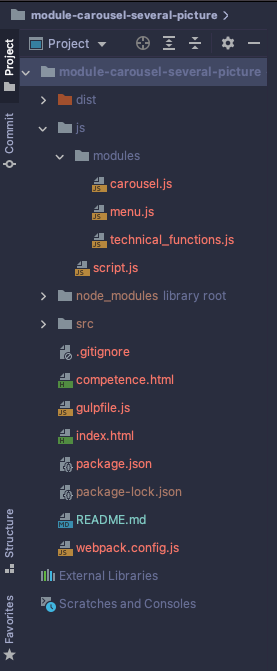 module-carousel-several-picture
Project
Project
module-carousel-several-picture
dist
js
Commit
modules
carousel.js
menu.js
technical_functions.js
script.js
node_modules library root
src
.gitignore
competence.html
gulpfile.js
index.html
package.json
package-lock.json
README.md
Structure
webpack.config.js
External Libraries
Scratches and Consoles
Favorites